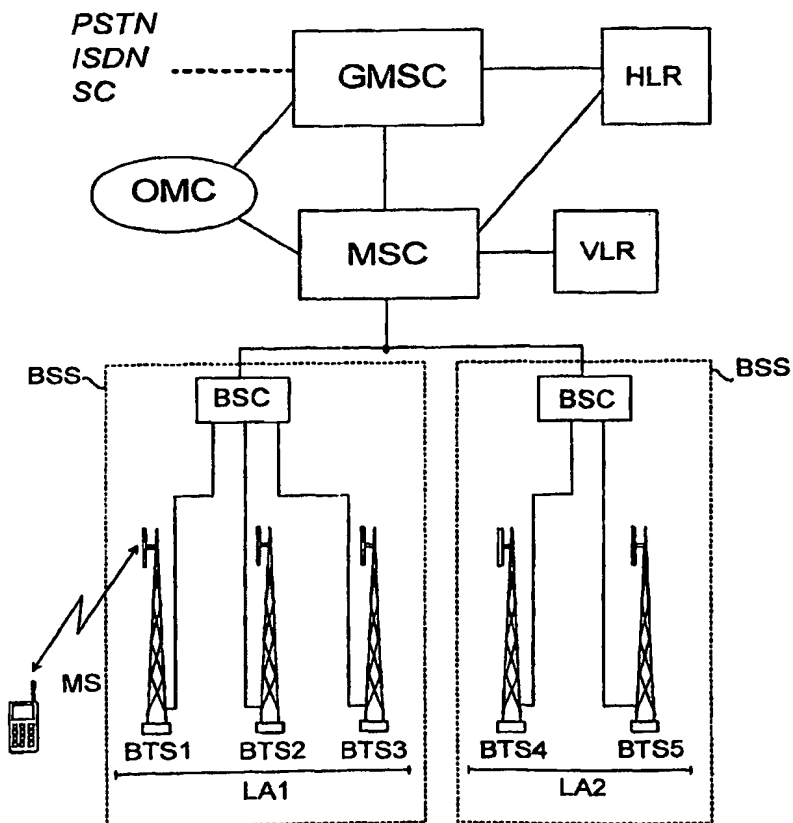 PSTN
ISDN
SC
GMSC
HLR
OMC
MSC
VLR
BSS
BSC
BSC
BSS
MS
BTS1 BTS2 BTS3
BTS4 BTS5
LA1
LA2